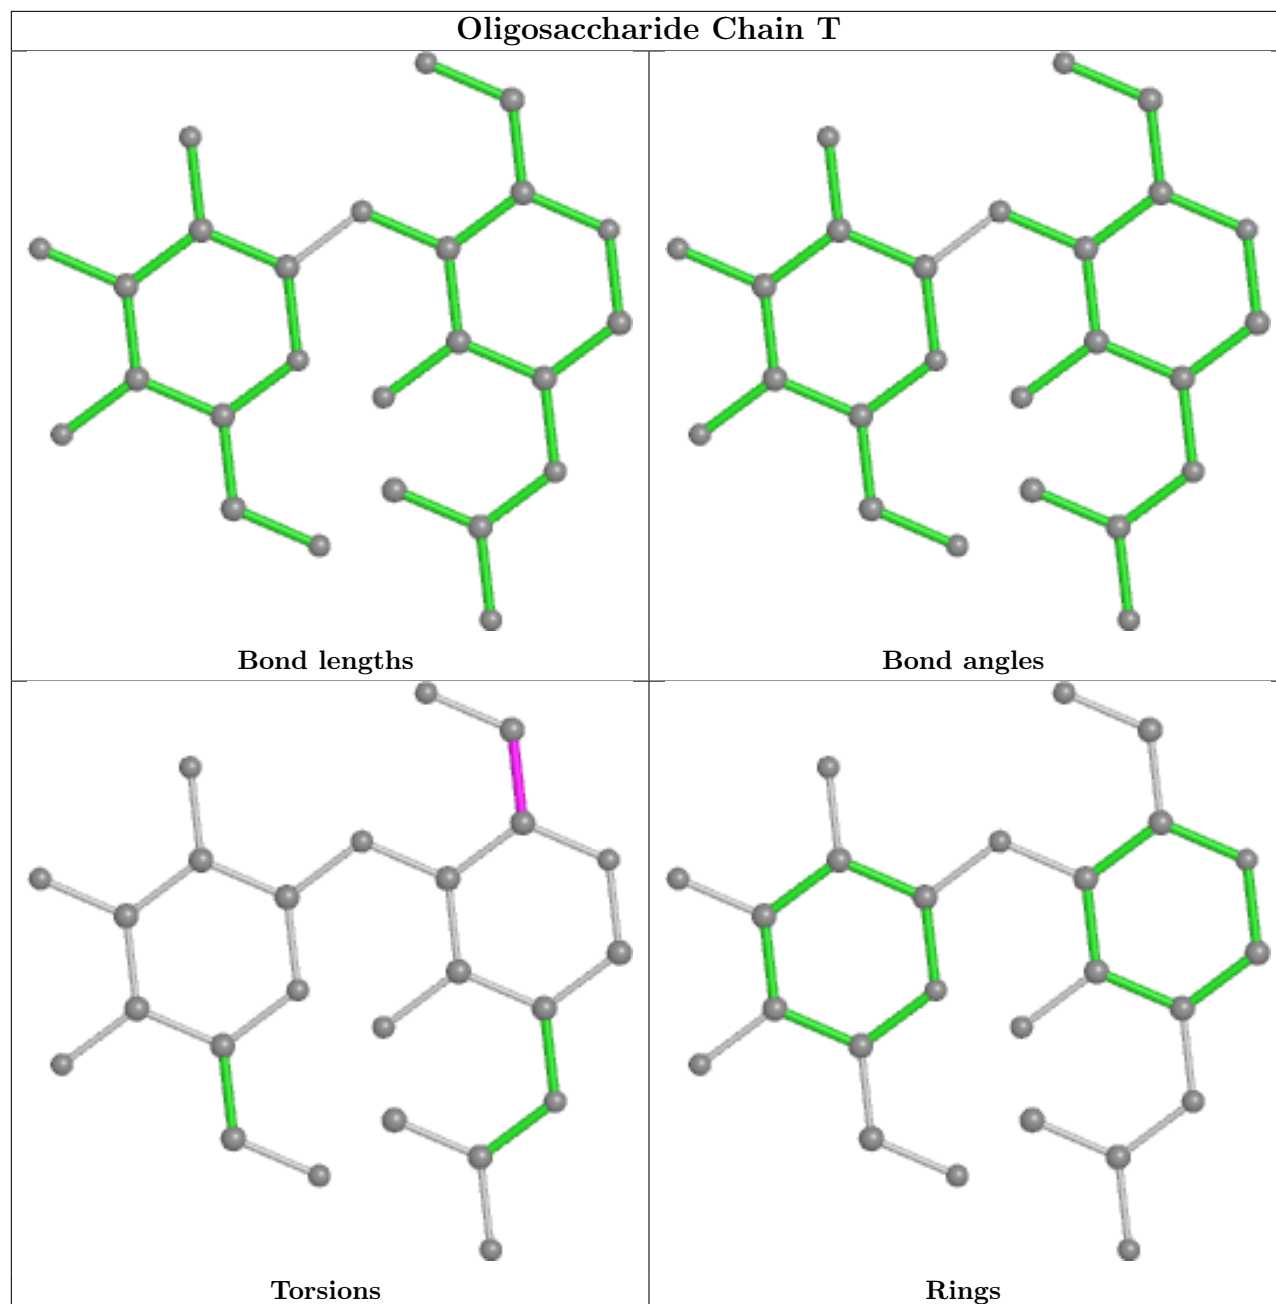 Oligosaccharide Chain T
Bond lengths
Bond angles
Torsions
Rings